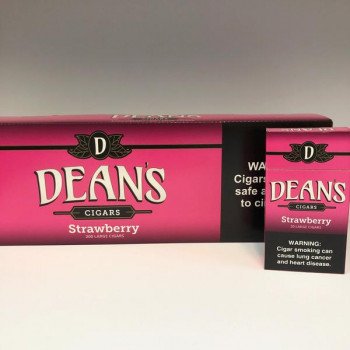 D
DEAN'S
CIGARS
Strawberry
200 LARGE CIGARS
WA
Cigars
safe a
to ci
D
DEAN'S
CIGARS
Strawberry
20 LARGE CIGARS
WARNING:
Cigar smoking can
cause lung cancer
and heart disease.